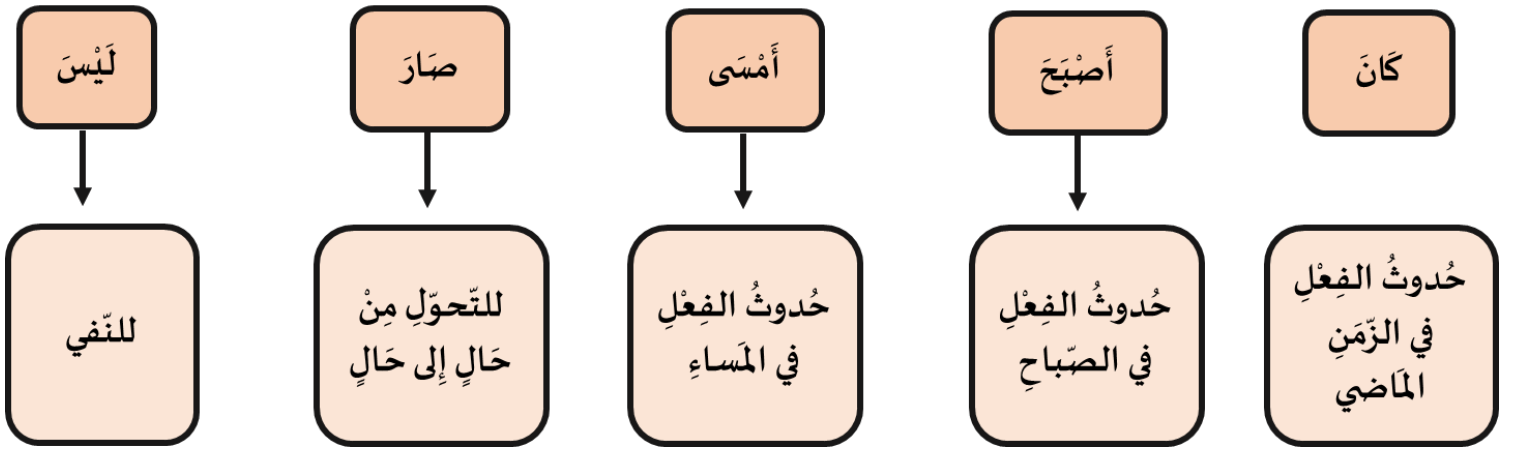 كَانَ
أَصْبَحَ
أَمْسَى
صَارَ
لَيْسَ
حُدوثُ الفِعْلِ
في الزّمَنِ
المَاضي
حُدوثُ الفِعْلِ
في الصّباحِ
حُدوثُ الفِعْلِ
في المَساءِ
للتّحوّلِ مِنْ
حَالٍ إِلى حَالٍ
للنّفي